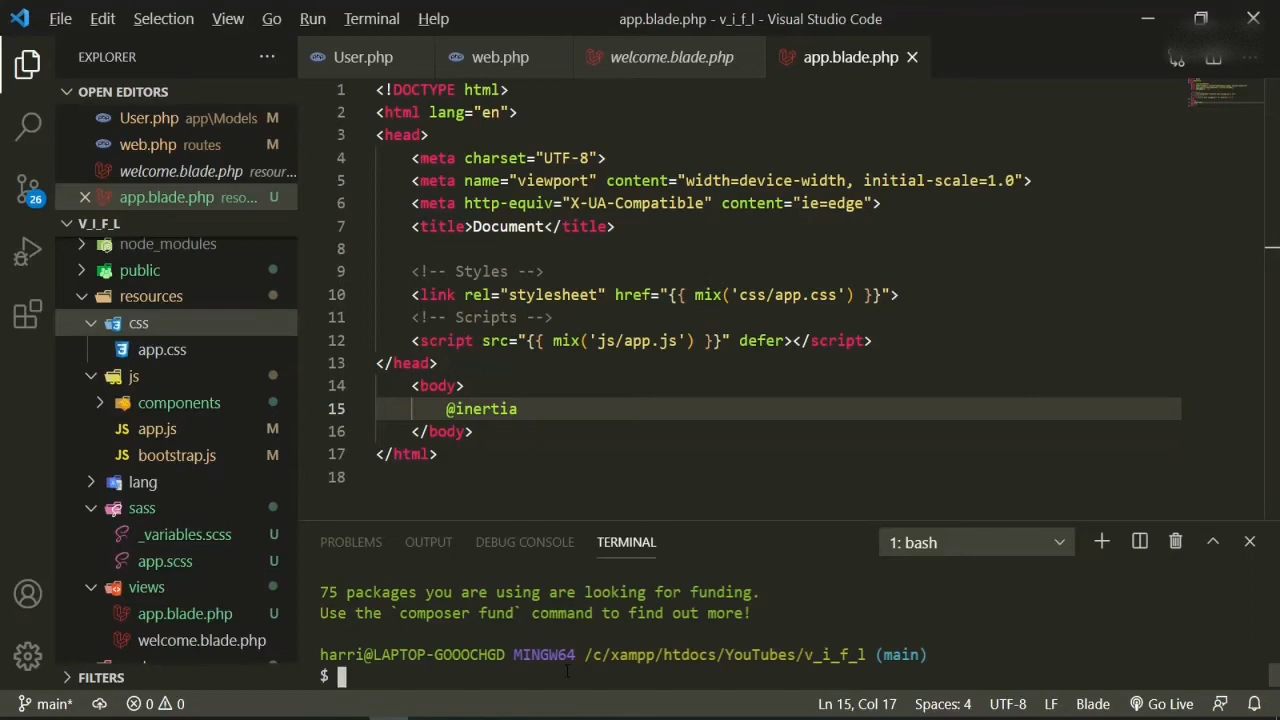 File Edit Selection View Go Run Terminal Help app.blade.php - v_i_f_l - Visual Studio Code
EXPLORER
User.php web.php welcome.blade.php app.blade.php
OPEN EDITORS
User.php app\Models M
web.php routes M
welcome.blade.php resour...
app.blade.php reso... U
V_I_F_L
node_modules
public
resources
css
app.css
js
components
app.js M
bootstrap.js M
lang
sass
_variables.scss U
app.scss U
views
app.blade.php U
welcome.blade.php
FILTERS
26
1 <!DOCTYPE html>
2 <html lang="en">
3 <head>
4 <meta charset="UTF-8">
5 <meta name="viewport" content="width=device-width, initial-scale=1.0">
6 <meta http-equiv="X-UA-Compatible" content="ie=edge">
7 <title>Document</title>
8
9 <!-- Styles -->
10 <link rel="stylesheet" href="{{ mix('css/app.css') }}">
11 <!-- Scripts -->
12 <script src="{{ mix('js/app.js') }}" defer></script>
13 </head>
14 <body>
15 @inertia
16 </body>
17 </html>
18
PROBLEMS OUTPUT DEBUG CONSOLE TERMINAL 1: bash
75 packages you are using are looking for funding.
Use the `composer fund` command to find out more!
harri@LAPTOP-GOOOCHGD MINGW64 /c/xampp/htdocs/YouTubes/v_i_f_l (main)
$
main* 0 0 Ln 15, Col 17 Spaces: 4 UTF-8 LF Blade Go Live